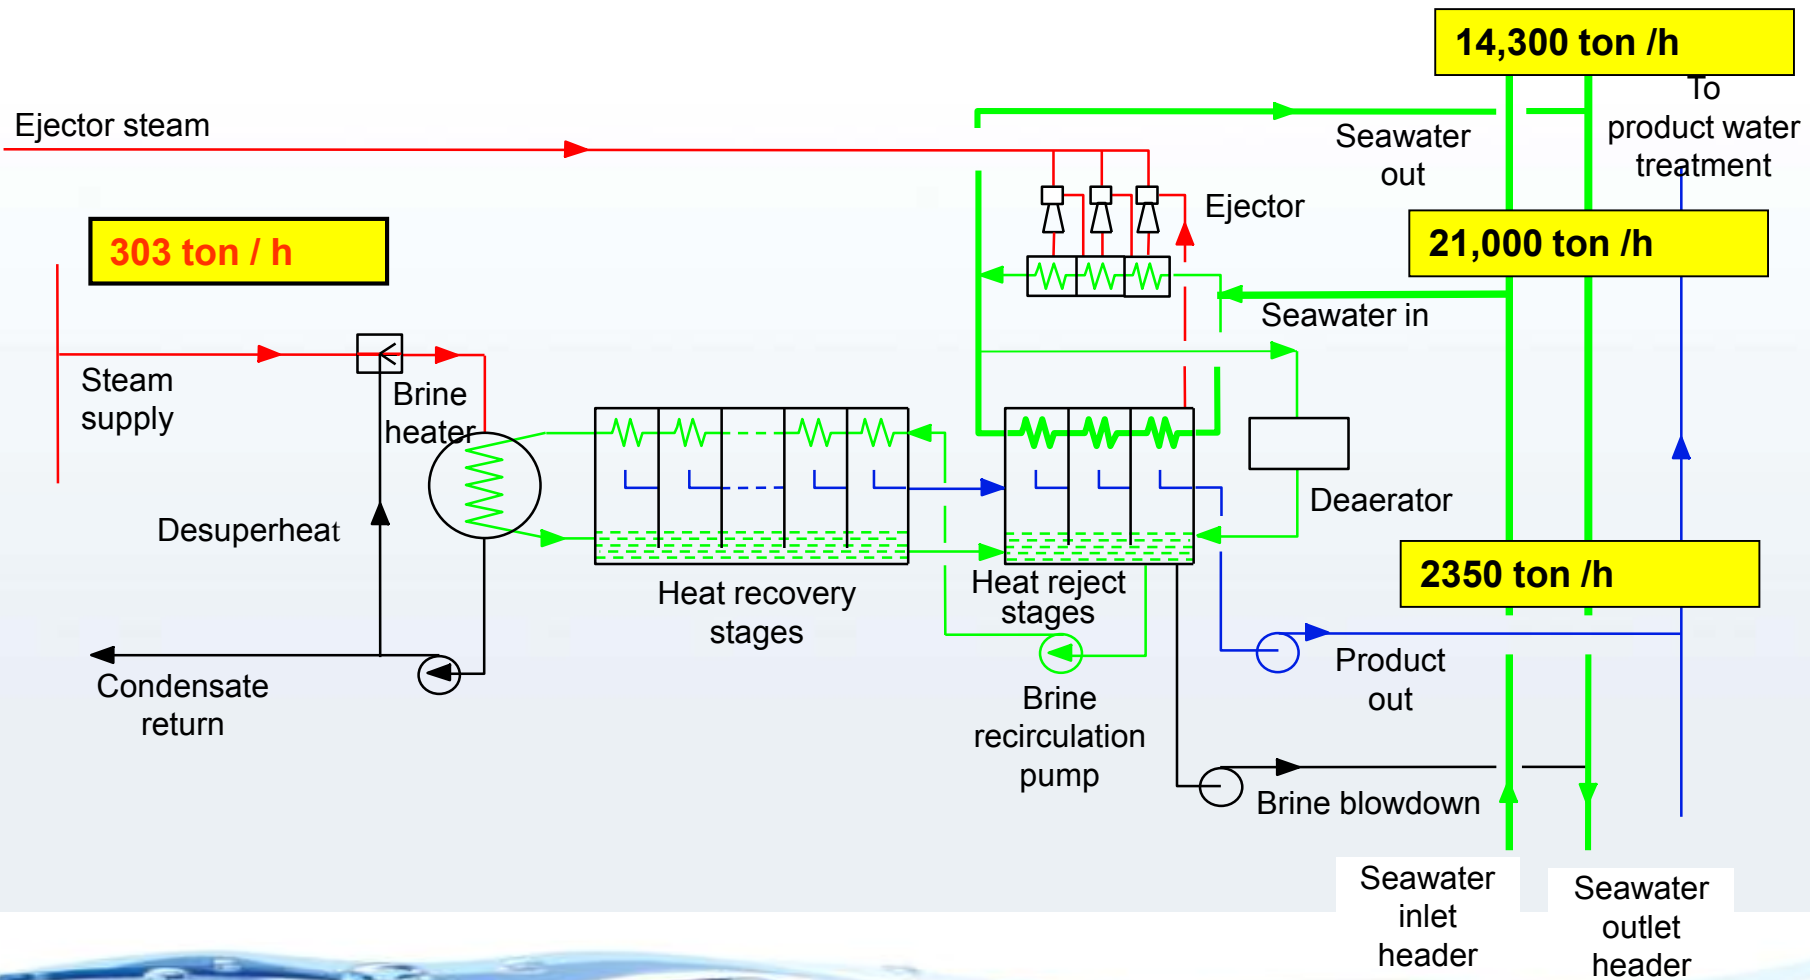 14,300 ton /h
To
product water
treatment
Ejector steam
Seawater
out
Ejector
303 ton / h
21,000 ton /h
Seawater in
Steam
supply
Brine
heater
Desuperheat
Deaerator
Heat recovery
stages
Heat reject
stages
2350 ton /h
Condensate
return
Product
out
Brine
recirculation
pump
Brine blowdown
Seawater
inlet
header
Seawater
outlet
header